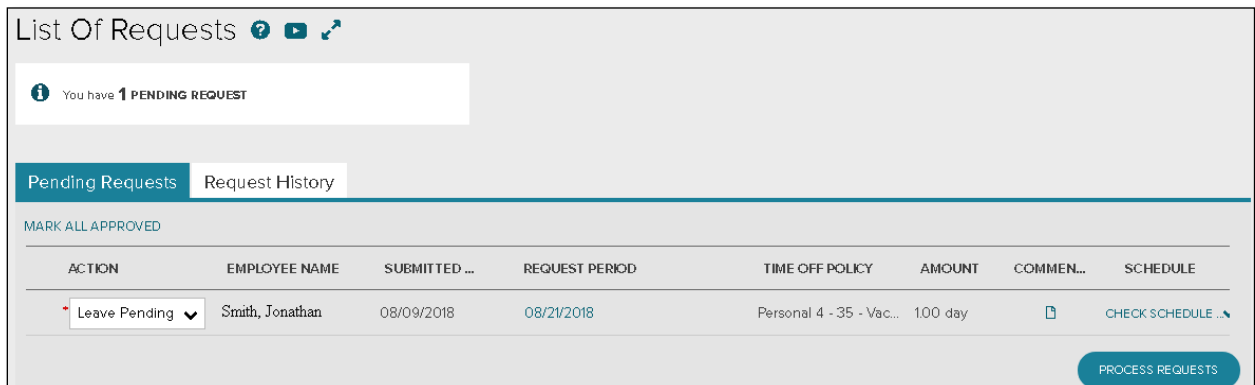 List Of Requests
You have 1 PENDING REQUEST
Pending Requests Request History
MARK ALL APPROVED
ACTION EMPLOYEE NAME SUBMITTED ... REQUEST PERIOD TIME OFF POLICY AMOUNT COMMEN... SCHEDULE
* Leave Pending Smith, Jonathan 08/09/2018 08/21/2018 Personal 4 - 35 - Vac... 1.00 day CHECK SCHEDULE ...
PROCESS REQUESTS